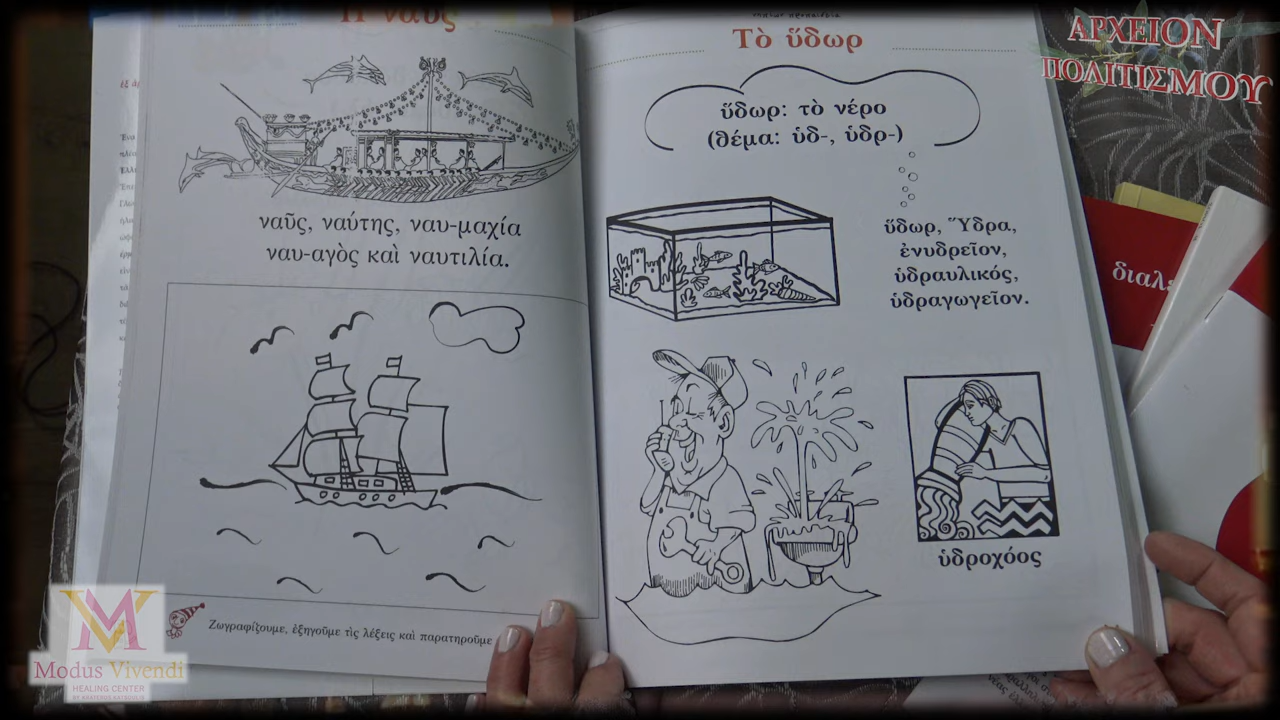 Ἡ ναῦς
ναῦς, ναύτης, ναυ-μαχία
ναυ-αγὸς καὶ ναυτιλία.
Ζωγραφίζουμε, ἐξηγοῦμε τὶς λέξεις καὶ παρατηροῦμε
Τὸ ὕδωρ
ὕδωρ: τὸ νέρο
(θέμα: ὑδ-, ὑδρ-)
ὕδωρ, Ὕδρα,
ἐνυδρεῖον,
ὑδραυλικός,
ὑδραγωγεῖον.
ὑδροχόος
ΑΡΧΕΙΟΝ
ΠΟΛΙΤΙΣΜΟΥ
VM
Modus Vivendi
HEALING CENTER